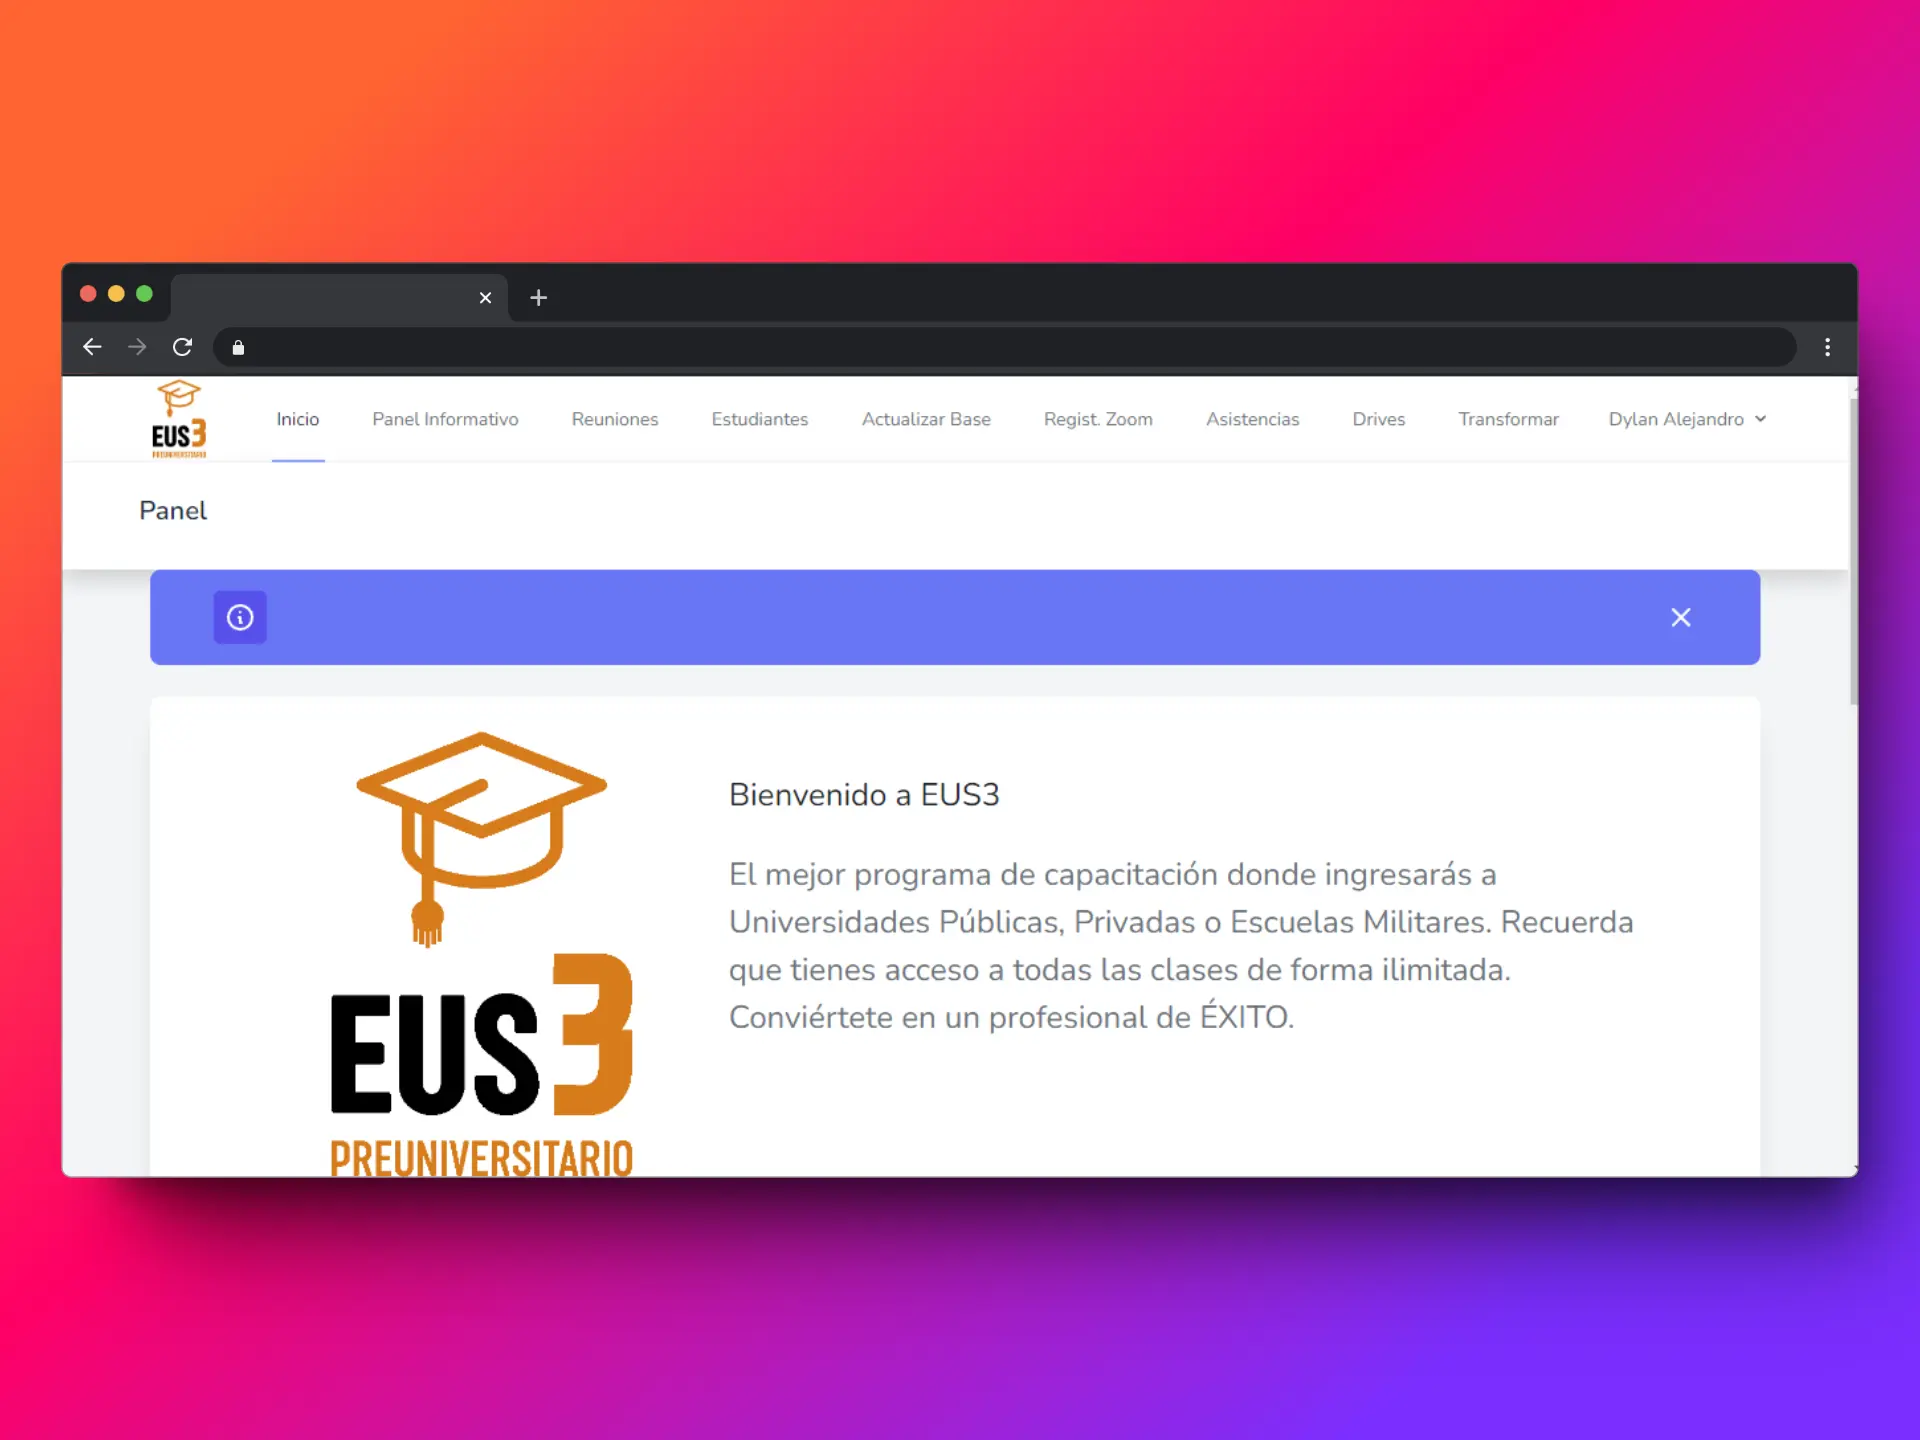 EUS3
PREUNIVERSITARIO
Inicio
Panel Informativo
Reuniones
Estudiantes
Actualizar Base
Regist. Zoom
Asistencias
Drives
Transformar
Dylan Alejandro
Panel
Bienvenido a EUS3
El mejor programa de capacitación donde ingresarás a
Universidades Públicas, Privadas o Escuelas Militares. Recuerda
que tienes acceso a todas las clases de forma ilimitada.
Conviértete en un profesional de ÉXITO.
EUS3
PREUNIVERSITARIO